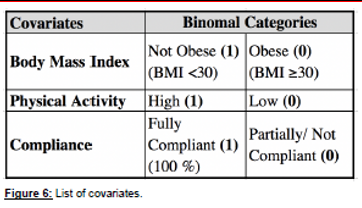 Covariates Binomal Categories
Body Mass Index Not Obese (1) Obese (0)
(BMI <30) (BMI ≥30)
Physical Activity High (1) Low (0)
Compliance Fully
Compliant (1)
(100 %) Partially/ Not
Compliant (0)
Figure 6: List of covariates.